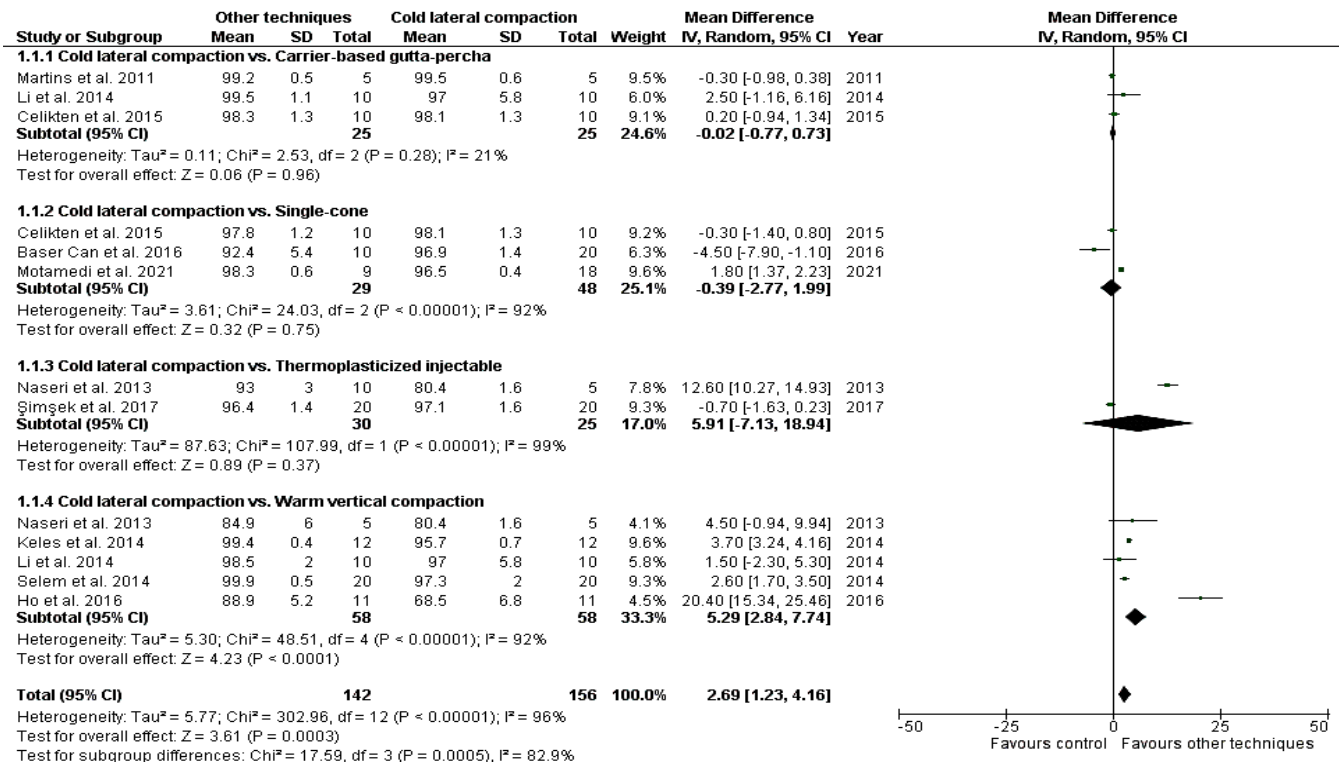 Other techniques Cold lateral compaction Mean Difference Mean Difference
Study or Subgroup Mean SD Total Mean SD Total Weight IV, Random, 95% CI Year IV, Random, 95% CI
1.1.1 Cold lateral compaction vs. Carrier-based gutta-percha
Martins et al. 2011 99.2 0.5 5 99.5 0.6 5 9.5% -0.30 [-0.98, 0.38] 2011
Li et al. 2014 99.5 1.1 10 97 5.8 10 6.0% 2.50 [-1.16, 6.16] 2014
Celikten et al. 2015 98.3 1.3 10 98.1 1.3 10 9.1% 0.20 [-0.94, 1.34] 2015
Subtotal (95% CI) 25 25 24.6% -0.02 [-0.77, 0.73]
Heterogeneity: Tau² = 0.11; Chi² = 2.53, df = 2 (P = 0.28); I² = 21%
Test for overall effect: Z = 0.06 (P = 0.96)
1.1.2 Cold lateral compaction vs. Single-cone
Celikten et al. 2015 97.8 1.2 10 98.1 1.3 10 9.2% -0.30 [-1.40, 0.80] 2015
Baser Can et al. 2016 92.4 5.4 10 96.9 1.4 20 6.3% -4.50 [-7.90, -1.10] 2016
Motamedi et al. 2021 98.3 0.6 9 96.5 0.4 18 9.6% 1.80 [1.37, 2.23] 2021
Subtotal (95% CI) 29 48 25.1% -0.39 [-2.77, 1.99]
Heterogeneity: Tau² = 3.61; Chi² = 24.03, df = 2 (P < 0.00001); I² = 92%
Test for overall effect: Z = 0.32 (P = 0.75)
1.1.3 Cold lateral compaction vs. Thermoplasticized injectable
Naseri et al. 2013 93 3 10 80.4 1.6 5 7.8% 12.60 [10.27, 14.93] 2013
Şimşek et al. 2017 96.4 1.4 20 97.1 1.6 20 9.3% -0.70 [-1.63, 0.23] 2017
Subtotal (95% CI) 30 25 17.0% 5.91 [-7.13, 18.94]
Heterogeneity: Tau² = 87.63; Chi² = 107.99, df = 1 (P < 0.00001); I² = 99%
Test for overall effect: Z = 0.89 (P = 0.37)
1.1.4 Cold lateral compaction vs. Warm vertical compaction
Naseri et al. 2013 84.9 6 5 80.4 1.6 5 4.1% 4.50 [-0.94, 9.94] 2013
Keles et al. 2014 99.4 0.4 12 95.7 0.7 12 9.6% 3.70 [3.24, 4.16] 2014
Li et al. 2014 98.5 2 10 97 5.8 10 5.8% 1.50 [-2.30, 5.30] 2014
Selem et al. 2014 99.9 0.5 20 97.3 2 20 9.3% 2.60 [1.70, 3.50] 2014
Ho et al. 2016 88.9 5.2 11 68.5 6.8 11 4.5% 20.40 [15.34, 25.46] 2016
Subtotal (95% CI) 58 58 33.3% 5.29 [2.84, 7.74]
Heterogeneity: Tau² = 5.30; Chi² = 48.51, df = 4 (P < 0.00001); I² = 92%
Test for overall effect: Z = 4.23 (P < 0.0001)
Total (95% CI) 142 156 100.0% 2.69 [1.23, 4.16]
Heterogeneity: Tau² = 5.77; Chi² = 302.96, df = 12 (P < 0.00001); I² = 96%
Test for overall effect: Z = 3.61 (P = 0.0003)
Test for subgroup differences: Chi² = 17.59, df = 3 (P = 0.0005), I² = 82.9%
-50 -25 0 25 50
Favours control Favours other techniques